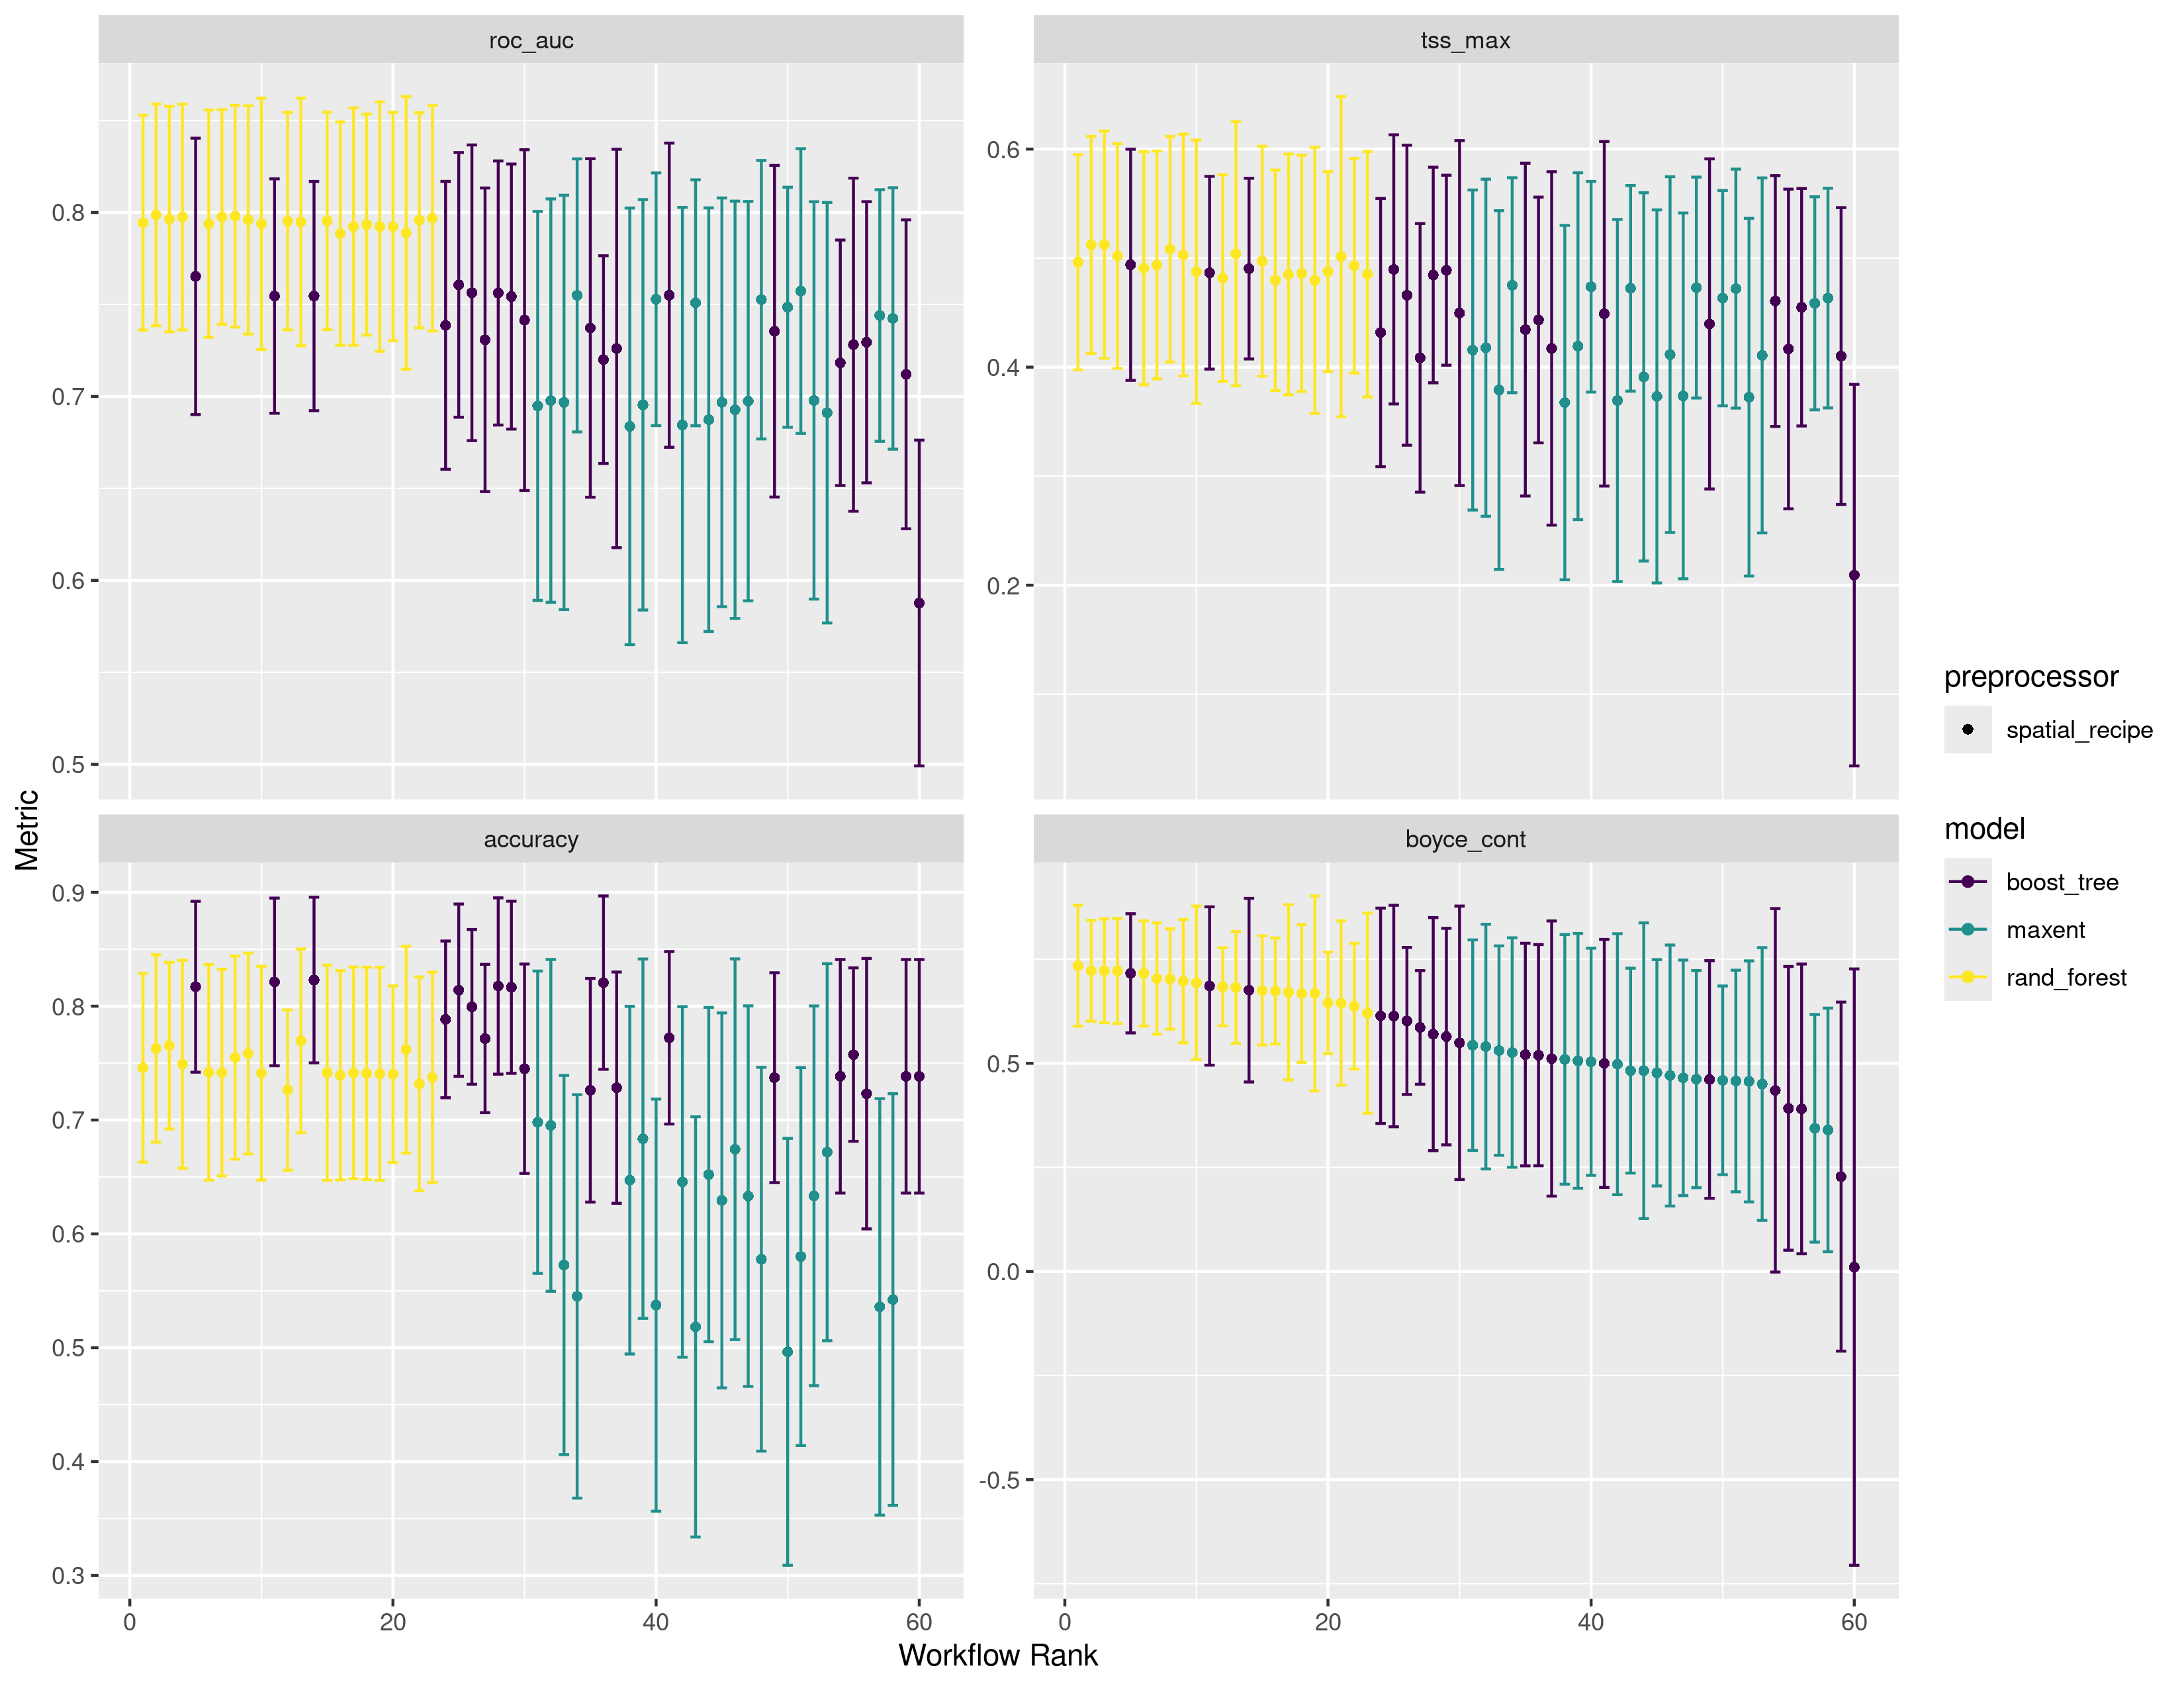 roc_auc
tss_max
0.8
0.7
0.6
0.5
0.6
0.4
0.2
accuracy
boyce_cont
0.9
0.8
0.7
0.6
0.5
0.4
0.3
0.5
0.0
-0.5
0 20 40 60
0 20 40 60
Workflow Rank
Metric
preprocessor
spatial_recipe
model
boost_tree
maxent
rand_forest